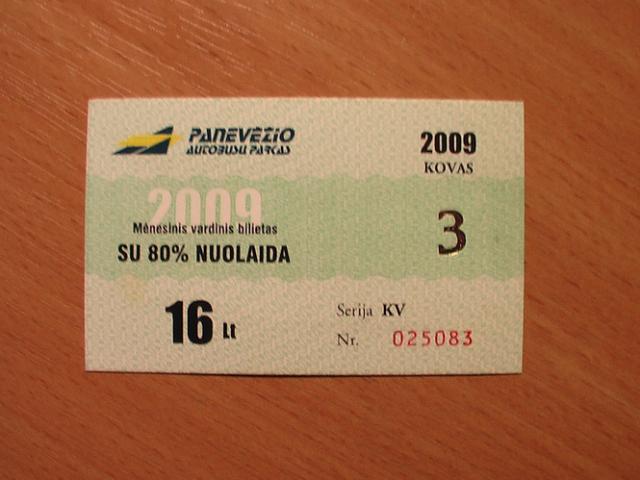 PANEVĖŽIO
AUTOBUSŲ PARKAS
2009
KOVAS
2009
Mėnesinis vardinis bilietas
SU 80% NUOLAIDA
3
16 Lt
Serija KV
Nr. 025083